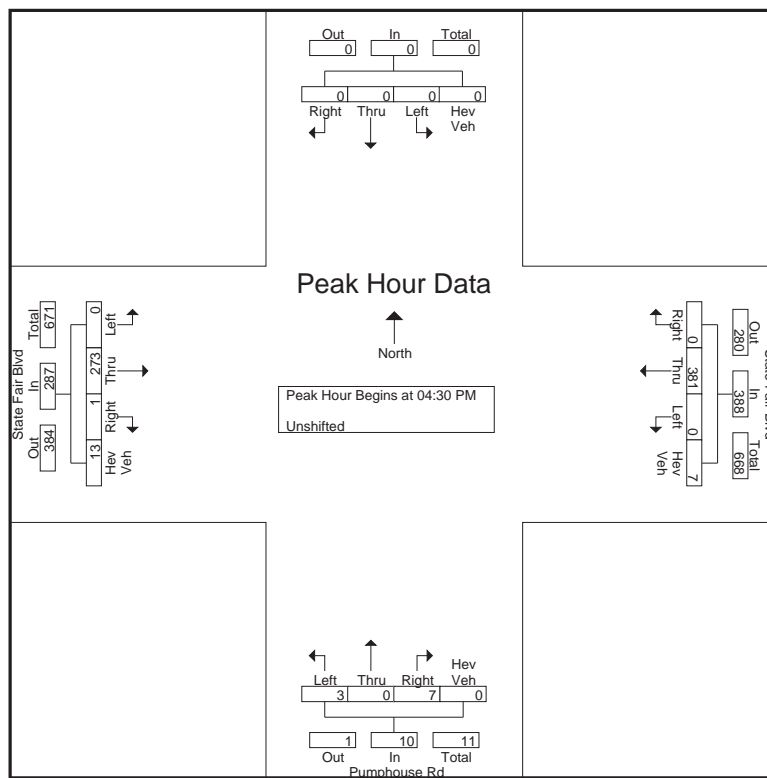 Out In Total
0 0 0
0 0 0 0
Right Thru Left Hev Veh
Peak Hour Data
North
Peak Hour Begins at 04:30 PM
Unshifted
State Fair Blvd
Out In Total
384 287 671
Left Thru Right Hev Veh
0 273 1 13
Right Thru Left Hev Veh
0 381 0 7
Out In Total
280 388 668
Left Thru Right Hev Veh
3 0 7 0
1 10 11
Out In Total
Pumphouse Rd